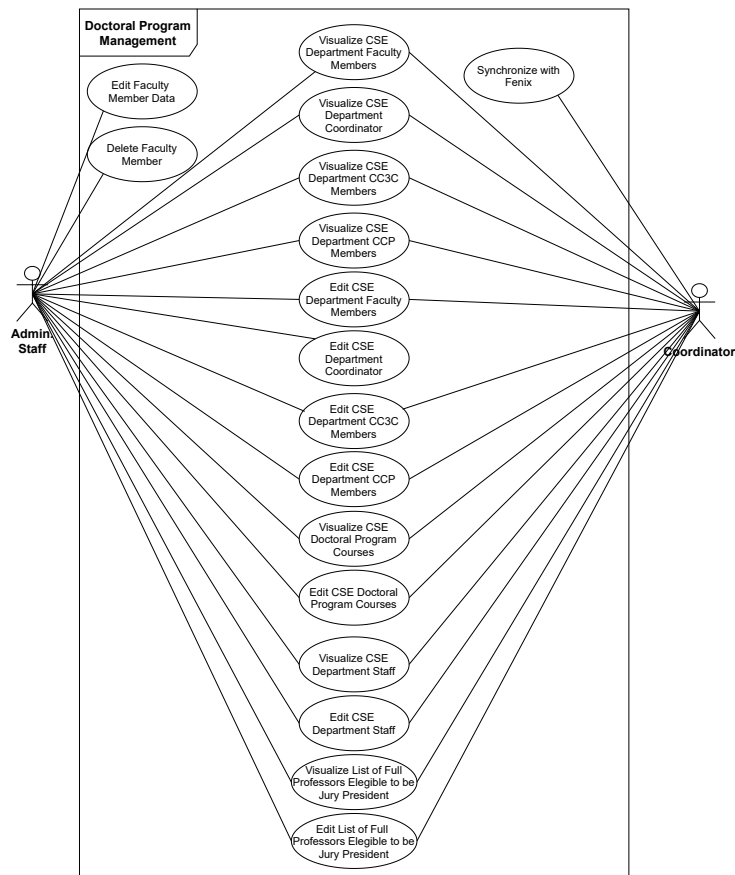 Doctoral Program
Management
Edit Faculty
Member Data
Delete Faculty
Member
Visualize CSE
Department Faculty
Members
Synchronize with
Fenix
Visualize CSE
Department
Coordinator
Visualize CSE
Department CC3C
Members
Visualize CSE
Department CCP
Members
Edit CSE
Department Faculty
Members
Admin.
Staff
Coordinator
Edit CSE
Department
Coordinator
Edit CSE
Department CC3C
Members
Edit CSE
Department CCP
Members
Visualize CSE
Doctoral Program
Courses
Edit CSE Doctoral
Program Courses
Visualize CSE
Department Staff
Edit CSE
Department Staff
Visualize List of Full
Professors Elegible to be
Jury President
Edit List of Full
Professors Elegible to be
Jury President